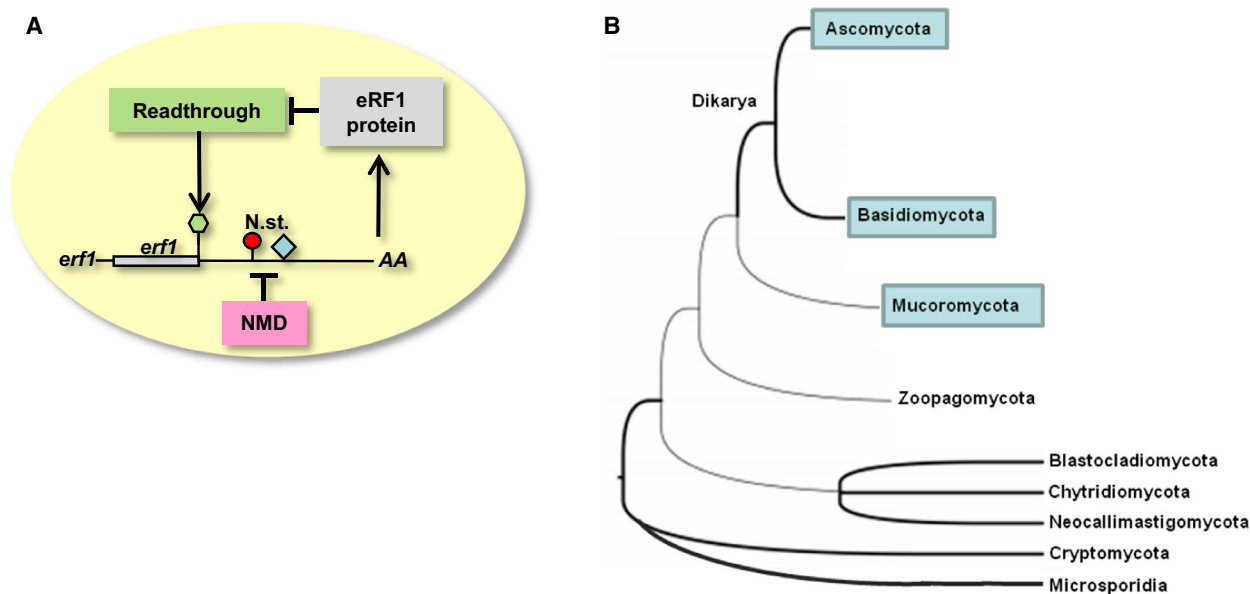 A
Readthrough
eRF1
protein
N.st.
erf1
erf1
AA
NMD
B
Ascomycota
Dikarya
Basidiomycota
Mucoromycota
Zoopagomycota
Blastocladiomycota
Chytridiomycota
Neocallimastigomycota
Cryptomycota
Microsporidia